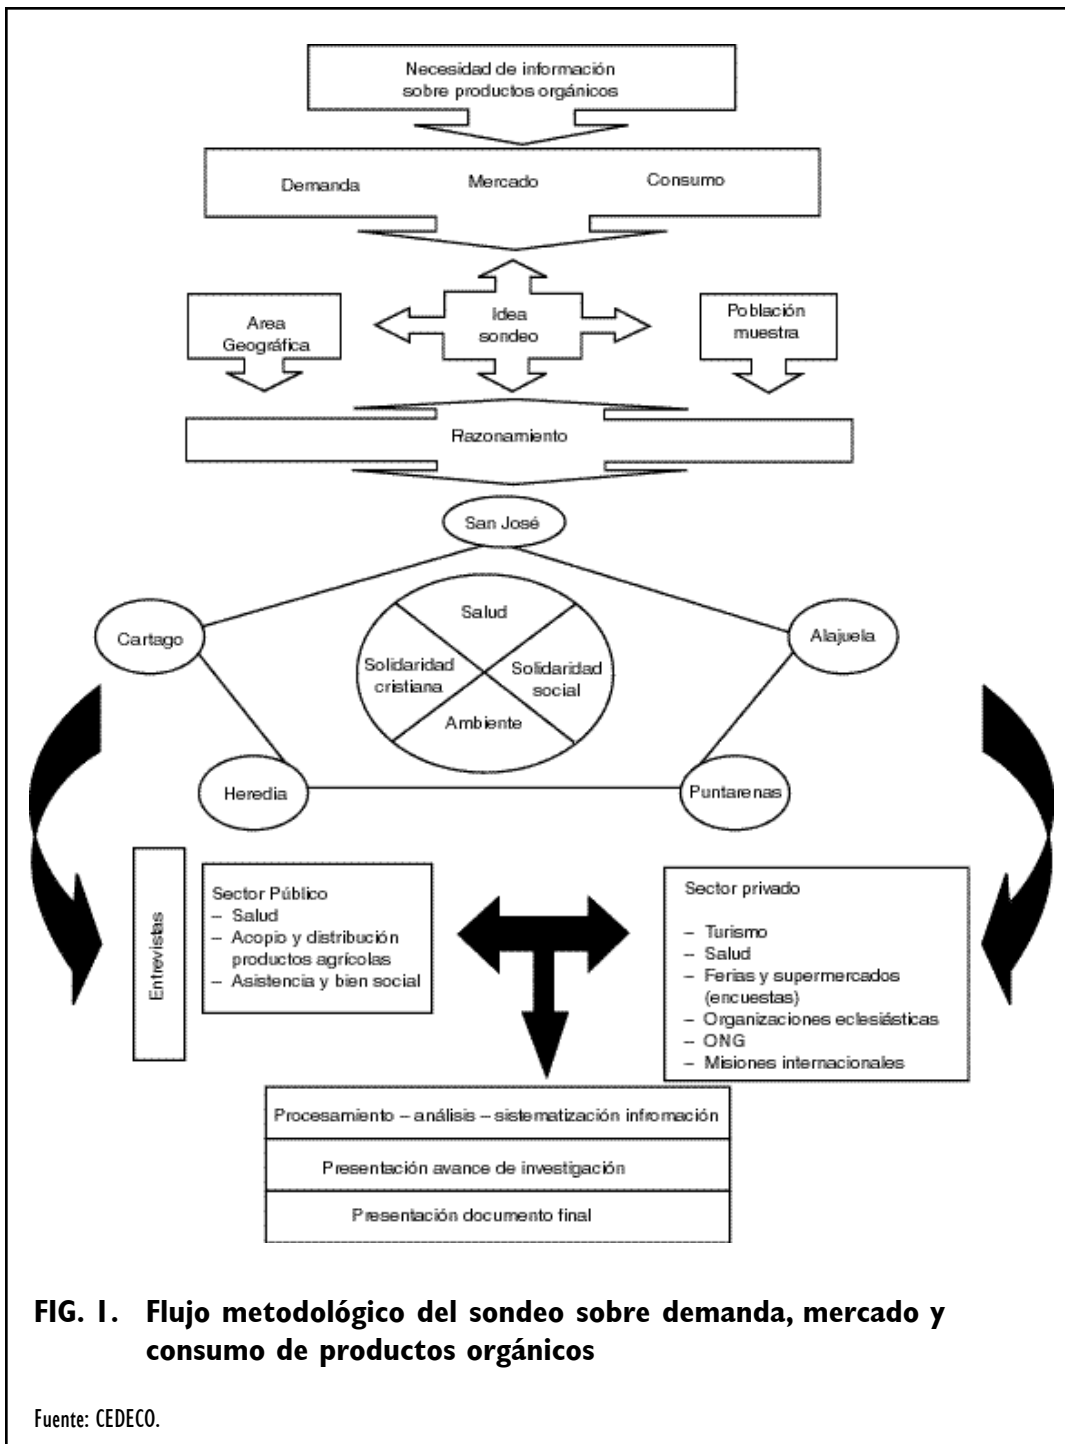 Necesidad de información
sobre productos orgánicos
Demanda
Mercado
Consumo
Area
Geográfica
Idea
sondeo
Población
muestra
Razonamiento
San José
Cartago
Alajuela
Salud
Solidaridad
cristiana
Solidaridad
social
Ambiente
Heredia
Puntarenas
Entrevistas
Sector Público
– Salud
– Acopio y distribución
productos agrícolas
– Asistencia y bien social
Sector privado
– Turismo
– Salud
– Ferias y supermercados
(encuestas)
– Organizaciones eclesiásticas
– ONG
– Misiones internacionales
Procesamiento – análisis – sistematización infromación
Presentación avance de investigación
Presentación documento final
FIG. 1. Flujo metodológico del sondeo sobre demanda, mercado y
consumo de productos orgánicos
Fuente: CEDECO.